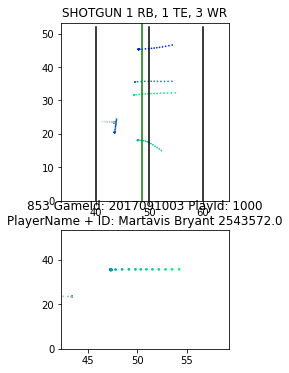 SHOTGUN 1 RB, 1 TE, 3 WR
50
40
30
20
10
0
40 50 60
853 GameId: 2017091003 PlayId: 1000
PlayerName + ID: Martavis Bryant 2543572.0
40
20
0
45 50 55